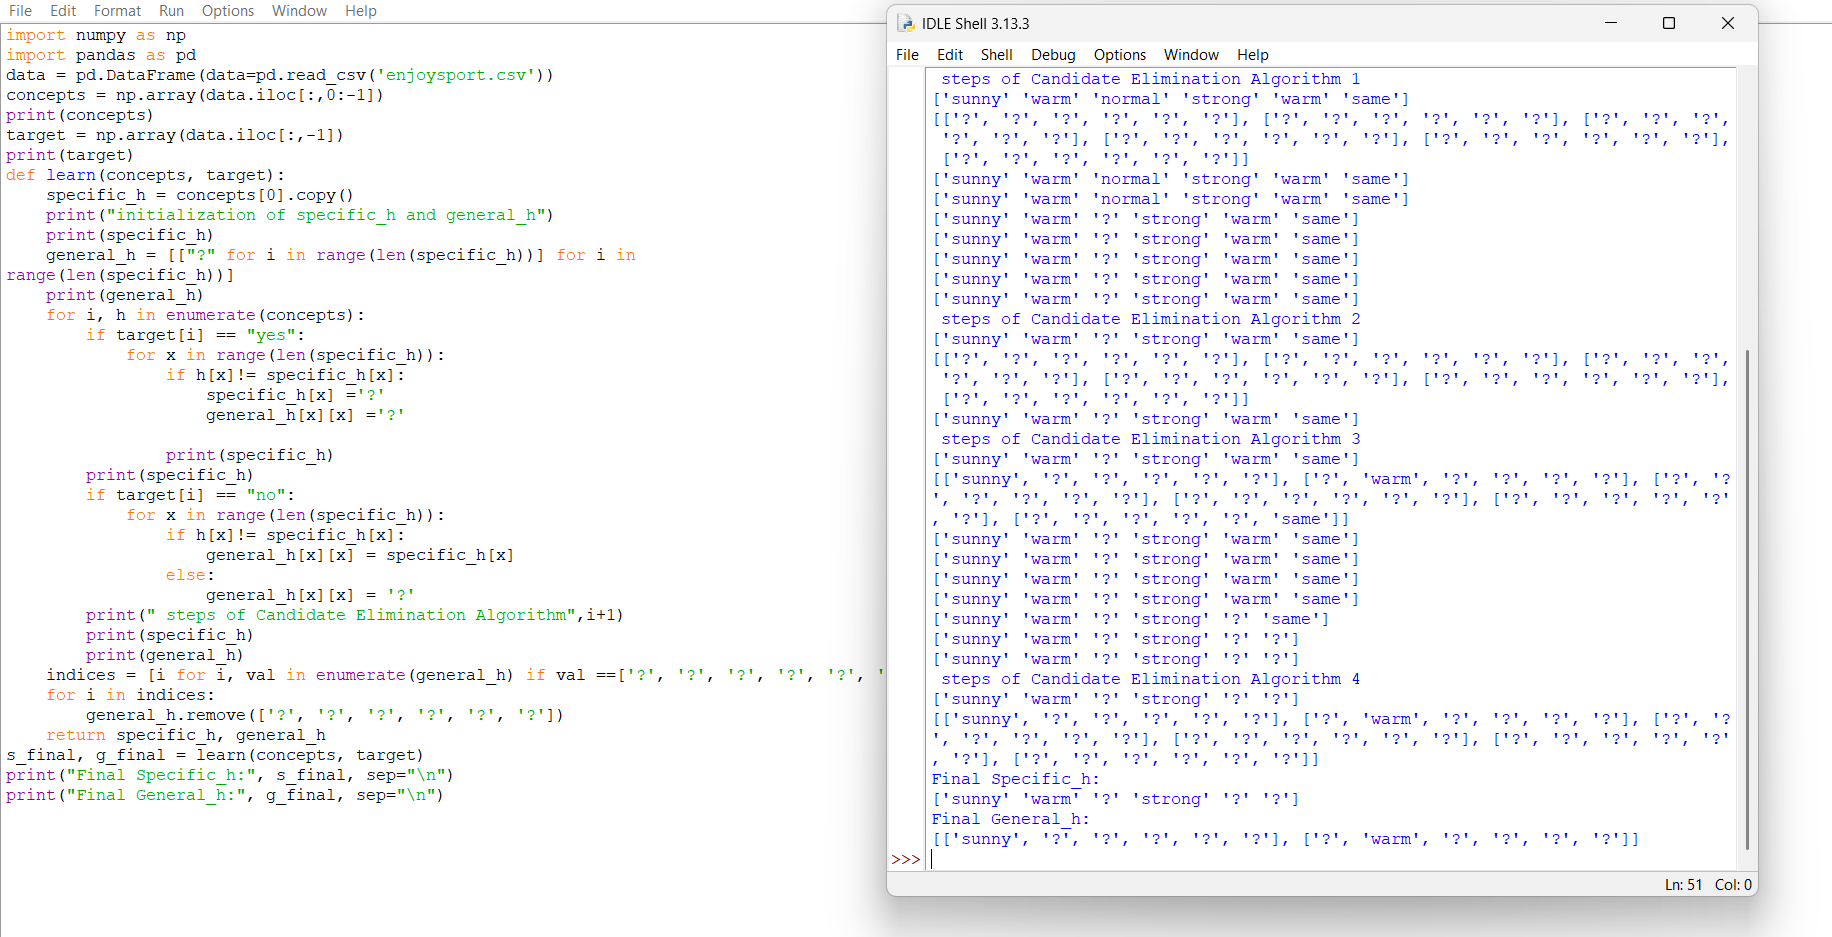 File Edit Format Run Options Window Help
import numpy as np
import pandas as pd
data = pd.DataFrame(data=pd.read_csv('enjoysport.csv'))
concepts = np.array(data.iloc[:,0:-1])
print(concepts)
target = np.array(data.iloc[:,-1])
print(target)
def learn(concepts, target):
    specific_h = concepts[0].copy()
    print("initialization of specific_h and general_h")
    print(specific_h)
    general_h = [["?" for i in range(len(specific_h))] for i in
range(len(specific_h))]
    print(general_h)
    for i, h in enumerate(concepts):
        if target[i] == "yes":
            for x in range(len(specific_h)):
                if h[x]!= specific_h[x]:
                    specific_h[x] ='?'
                    general_h[x][x] ='?'
                print(specific_h)
        print(specific_h)
        if target[i] == "no":
            for x in range(len(specific_h)):
                if h[x]!= specific_h[x]:
                    general_h[x][x] = specific_h[x]
                else:
                    general_h[x][x] = '?'
        print(" steps of Candidate Elimination Algorithm",i+1)
        print(specific_h)
        print(general_h)
    indices = [i for i, val in enumerate(general_h) if val ==['?', '?', '?', '?', '?', '
    for i in indices:
        general_h.remove(['?', '?', '?', '?', '?', '?'])
    return specific_h, general_h
s_final, g_final = learn(concepts, target)
print("Final Specific_h:", s_final, sep="\n")
print("Final General_h:", g_final, sep="\n")
IDLE Shell 3.13.3
File Edit Shell Debug Options Window Help
 steps of Candidate Elimination Algorithm 1
['sunny' 'warm' 'normal' 'strong' 'warm' 'same']
[['?', '?', '?', '?', '?', '?'], ['?', '?', '?', '?', '?', '?'], ['?', '?', '?',
 '?', '?', '?'], ['?', '?', '?', '?', '?', '?'], ['?', '?', '?', '?', '?', '?'],
 ['?', '?', '?', '?', '?', '?']]
['sunny' 'warm' 'normal' 'strong' 'warm' 'same']
['sunny' 'warm' 'normal' 'strong' 'warm' 'same']
['sunny' 'warm' '?' 'strong' 'warm' 'same']
['sunny' 'warm' '?' 'strong' 'warm' 'same']
['sunny' 'warm' '?' 'strong' 'warm' 'same']
['sunny' 'warm' '?' 'strong' 'warm' 'same']
['sunny' 'warm' '?' 'strong' 'warm' 'same']
 steps of Candidate Elimination Algorithm 2
['sunny' 'warm' '?' 'strong' 'warm' 'same']
[['?', '?', '?', '?', '?', '?'], ['?', '?', '?', '?', '?', '?'], ['?', '?', '?',
 '?', '?', '?'], ['?', '?', '?', '?', '?', '?'], ['?', '?', '?', '?', '?', '?'],
 ['?', '?', '?', '?', '?', '?']]
['sunny' 'warm' '?' 'strong' 'warm' 'same']
 steps of Candidate Elimination Algorithm 3
['sunny' 'warm' '?' 'strong' 'warm' 'same']
[['sunny', '?', '?', '?', '?', '?'], ['?', 'warm', '?', '?', '?', '?'], ['?', '?
', '?', '?', '?', '?'], ['?', '?', '?', '?', '?', '?'], ['?', '?', '?', '?', '?'
, '?'], ['?', '?', '?', '?', '?', 'same']]
['sunny' 'warm' '?' 'strong' 'warm' 'same']
['sunny' 'warm' '?' 'strong' 'warm' 'same']
['sunny' 'warm' '?' 'strong' 'warm' 'same']
['sunny' 'warm' '?' 'strong' 'warm' 'same']
['sunny' 'warm' '?' 'strong' '?' 'same']
['sunny' 'warm' '?' 'strong' '?' '?']
['sunny' 'warm' '?' 'strong' '?' '?']
 steps of Candidate Elimination Algorithm 4
['sunny' 'warm' '?' 'strong' '?' '?']
[['sunny', '?', '?', '?', '?', '?'], ['?', 'warm', '?', '?', '?', '?'], ['?', '?
', '?', '?', '?', '?'], ['?', '?', '?', '?', '?', '?'], ['?', '?', '?', '?', '?'
, '?'], ['?', '?', '?', '?', '?', '?']]
Final Specific_h:
['sunny' 'warm' '?' 'strong' '?' '?']
Final General_h:
[['sunny', '?', '?', '?', '?', '?'], ['?', 'warm', '?', '?', '?', '?']]
>>>
Ln: 51 Col: 0